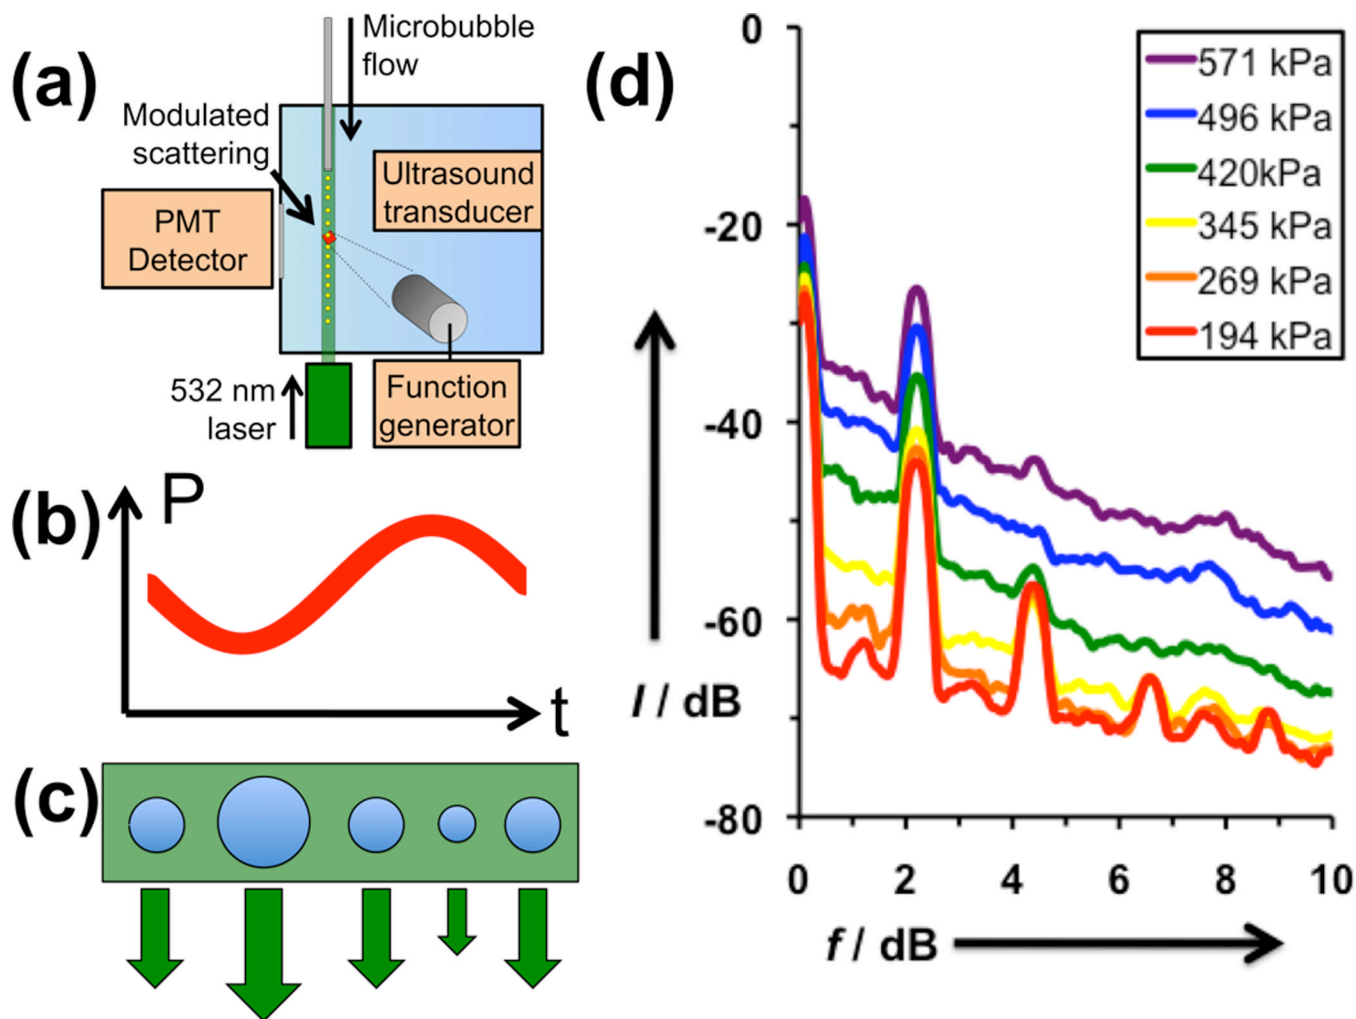 (a)
Microbubble
flow
Modulated
scattering
Ultrasound
transducer
PMT
Detector
532 nm
laser
Function
generator
(b)
P
t
(c)
(d)
0
-20
-40
-60
-80
I / dB
571 kPa
496 kPa
420kPa
345 kPa
269 kPa
194 kPa
0 2 4 6 8 10
f / dB